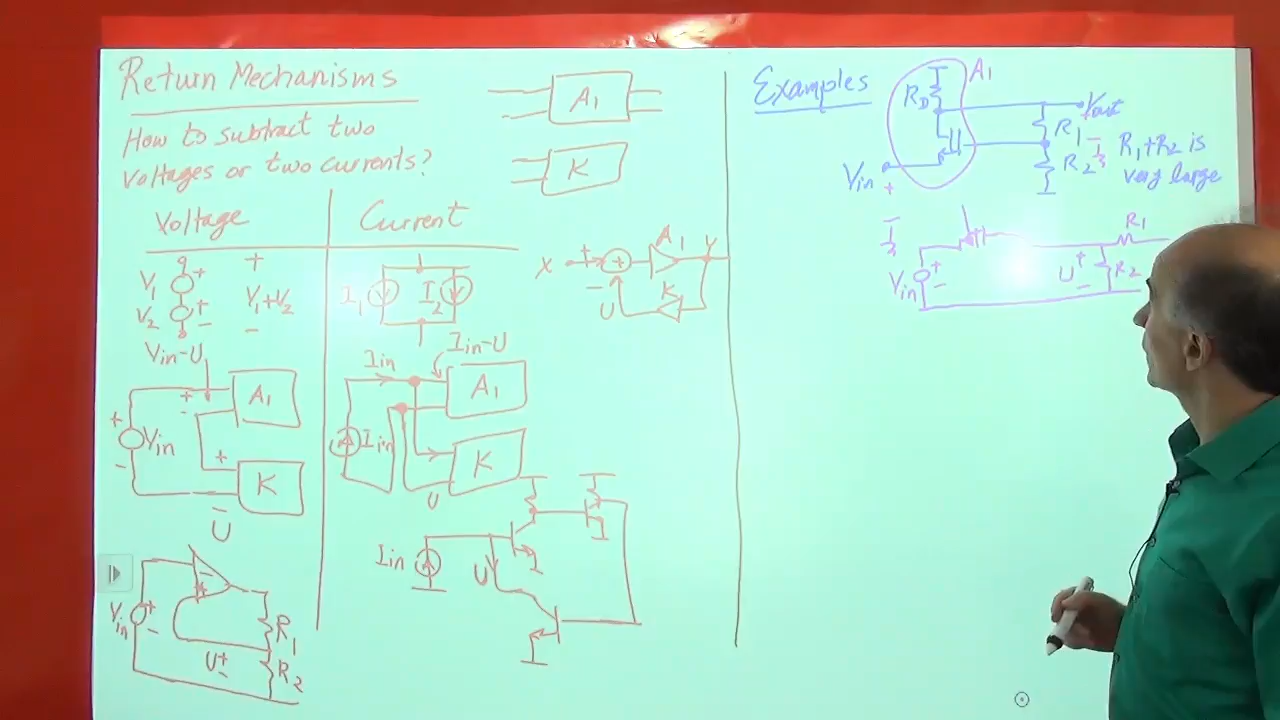 Return Mechanisms
How to subtract two
voltages or two currents?
Voltage
Current
V1 + +
V2 + V1+V2
- -
I1 I2
Vin-U
+ -
A1
+ Vin
-
+
K
-
U
Iin
Iin-U
A1
Iin
K
U
Iin
U
Vin + -
- +
R1
U + -
R2
A1
K
X + + A1 Y
- K
U
Examples
A1
RD
Vout
R1
Vin +
R2
R1+R2 is
very large
Vin + -
U + -
R1
R2